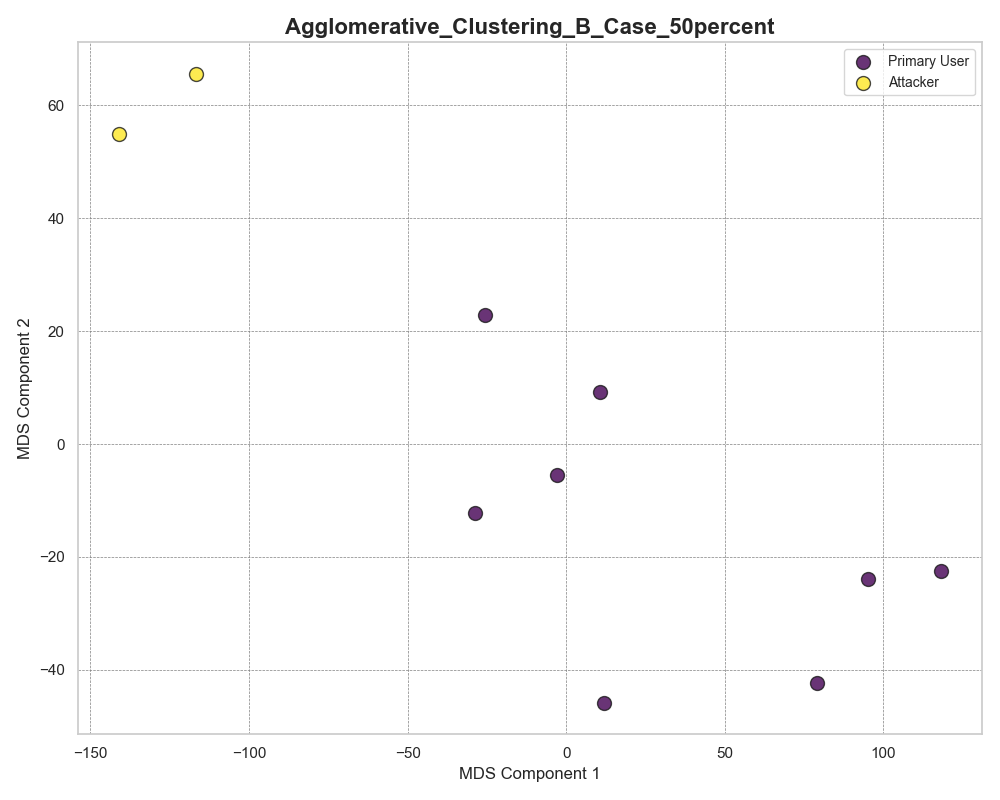 Agglomerative_Clustering_B_Case_50percent
Primary User
Attacker
60
40
20
0
−20
−40
MDS Component 2
−150
−100
−50
0
50
100
MDS Component 1